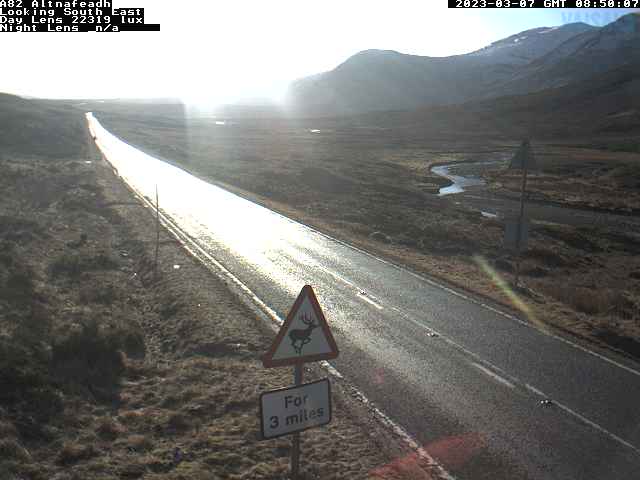 A82 Altnafeadh
Looking South East
Day Lens 22319 lux
Night Lens n/a
2023-03-07 GMT 08:50:07
VAISALA
For
3 miles